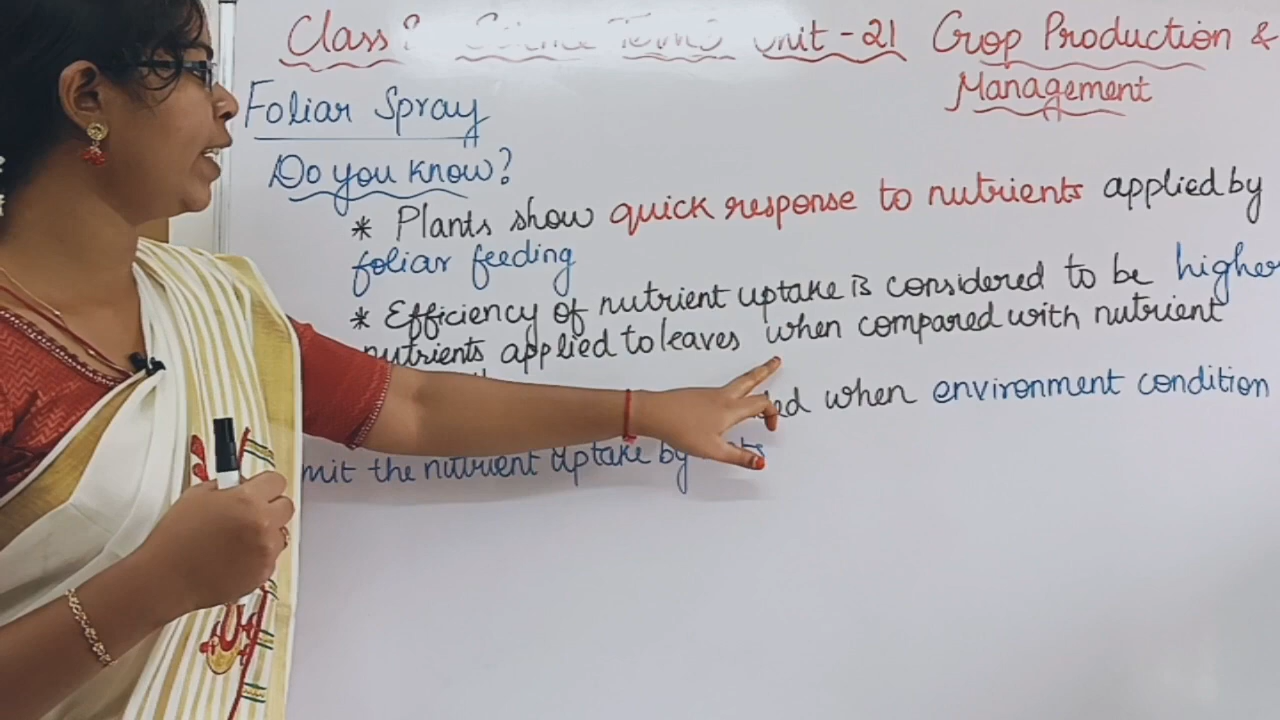 Class Unit - 21 Crop Production &
Management
Foliar Spray
Do you know?
* Plants show quick response to nutrients applied by
foliar feeding
* Efficiency of nutrient uptake is considered to be higher
nutrients applied to leaves when compared with nutrient
when environment condition
the nutrient uptake by